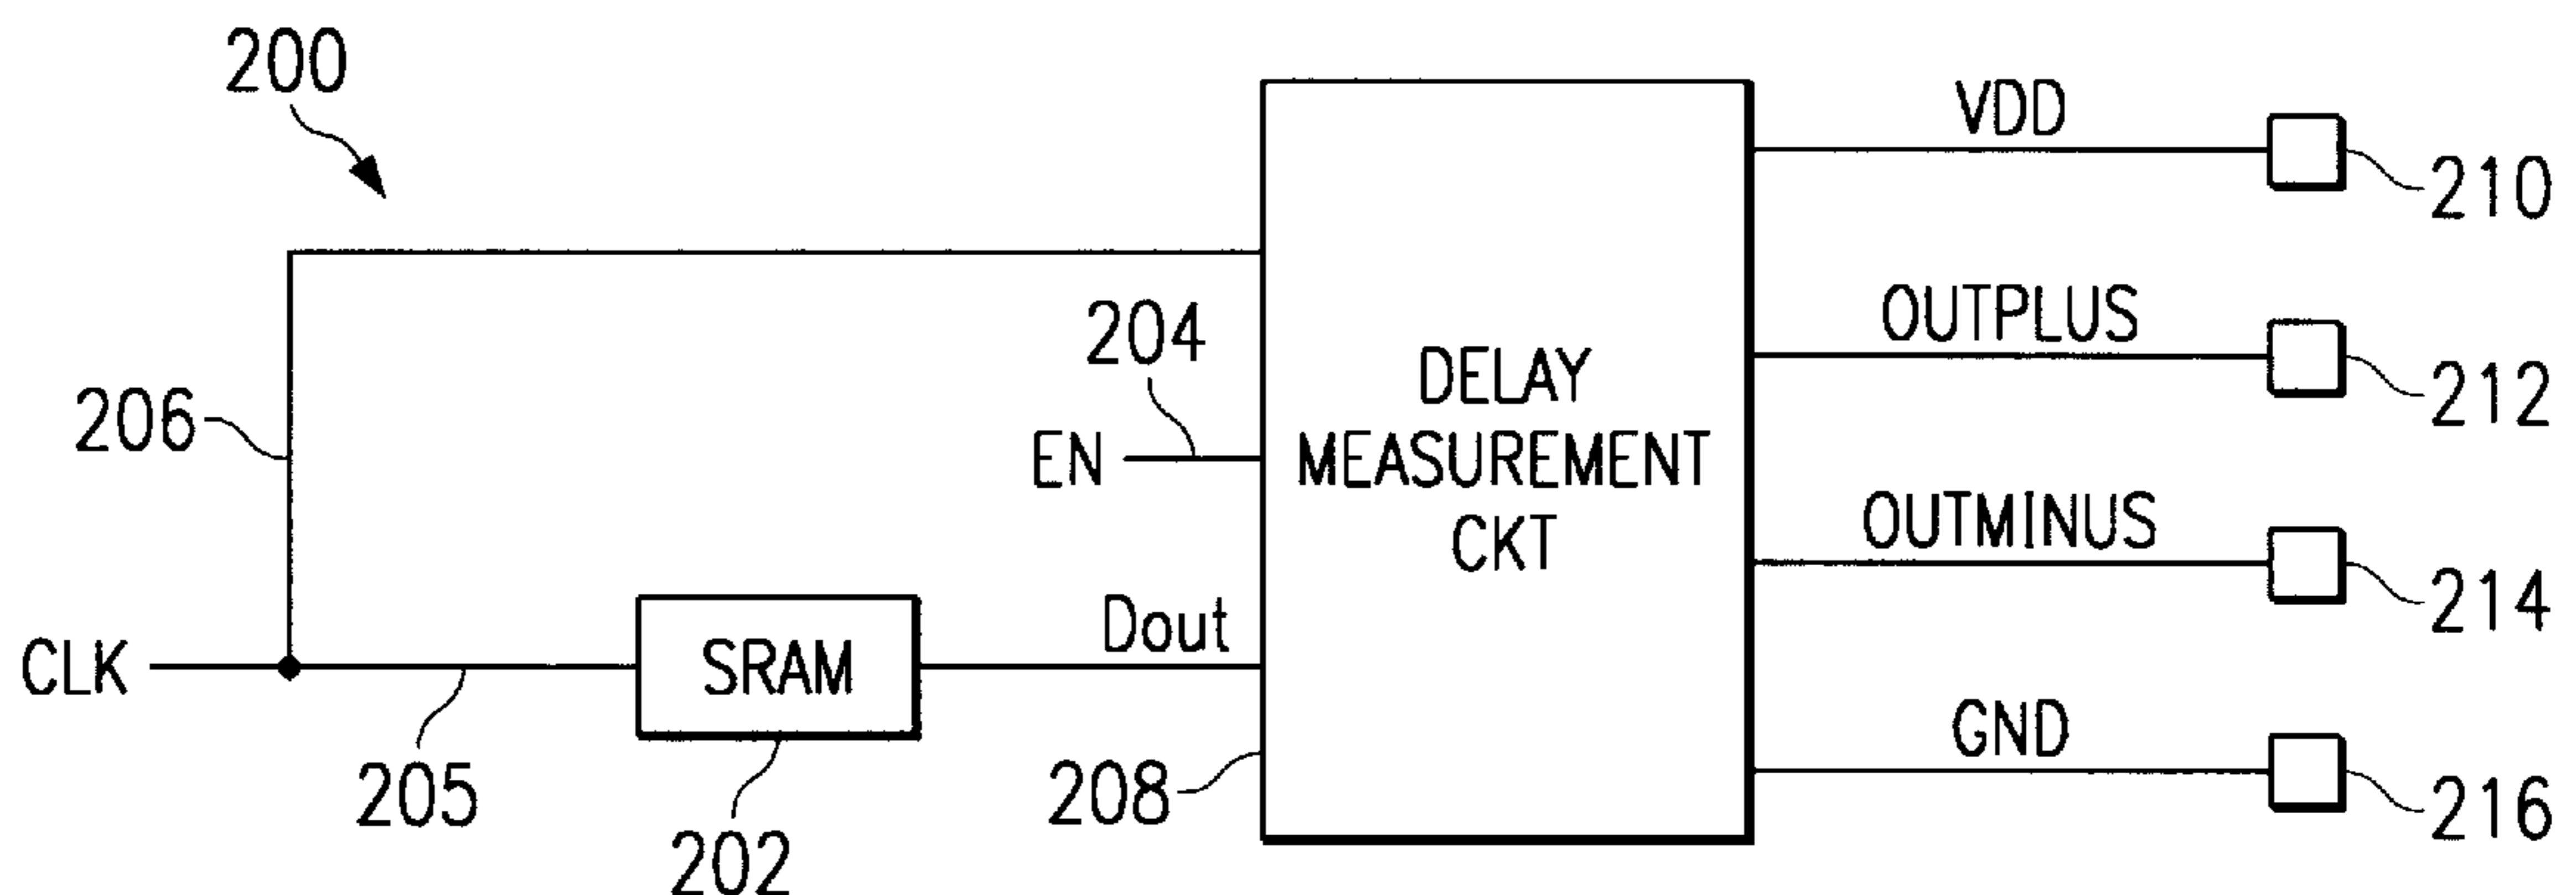 200
VDD
210
OUTPLUS
204
212
206
DELAY
MEASUREMENT
CKT
EN
OUTMINUS
214
CLK
SRAM
Dout
205
202
208
GND
216